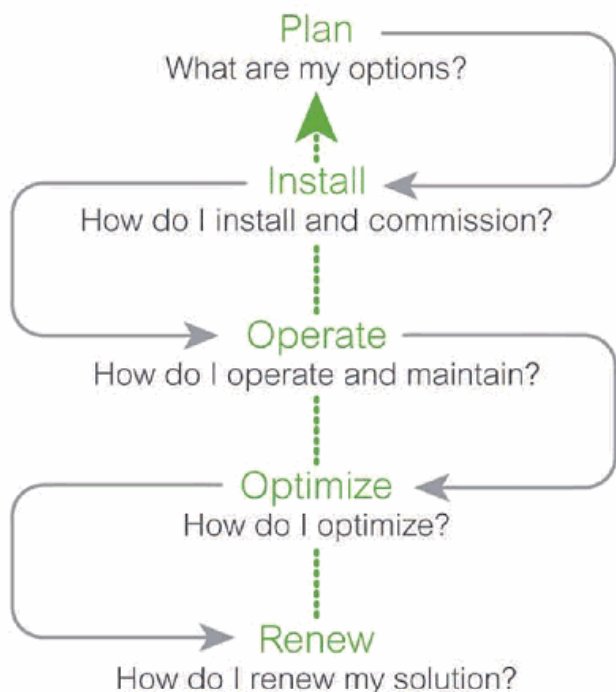 Plan
What are my options?
Install
How do I install and commission?
Operate
How do I operate and maintain?
Optimize
How do I optimize?
Renew
How do I renew my solution?